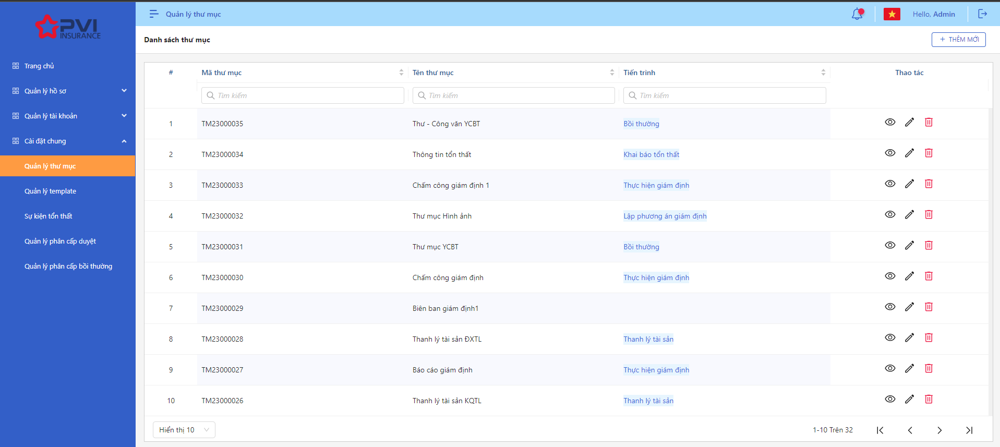 PVI
INSURANCE
Trang chủ
Quản lý hồ sơ
Quản lý tài khoản
Cài đặt chung
Quản lý thư mục
Quản lý template
Sự kiện tổn thất
Quản lý phân cấp duyệt
Quản lý phân cấp bồi thường
Quản lý thư mục
Hello, Admin
Danh sách thư mục
+ THÊM MỚI
# Mã thư mục Tên thư mục Tiến trình Thao tác
Tìm kiếm Tìm kiếm Tìm kiếm
1 TM23000035 Thư - Công văn YCBT Bồi thường
2 TM23000034 Thông tin tổn thất Khai báo tổn thất
3 TM23000033 Chấm công giám định 1 Thực hiện giám định
4 TM23000032 Thư mục Hình ảnh Lập phương án giám định
5 TM23000031 Thư mục YCBT Bồi thường
6 TM23000030 Chấm công giám định Thực hiện giám định
7 TM23000029 Biên ban giám định1
8 TM23000028 Thanh lý tài sản ĐXTL Thanh lý tài sản
9 TM23000027 Báo cáo giám định Thực hiện giám định
10 TM23000026 Thanh lý tài sản KQTL Thanh lý tài sản
Hiển thị 10
1-10 Trên 32